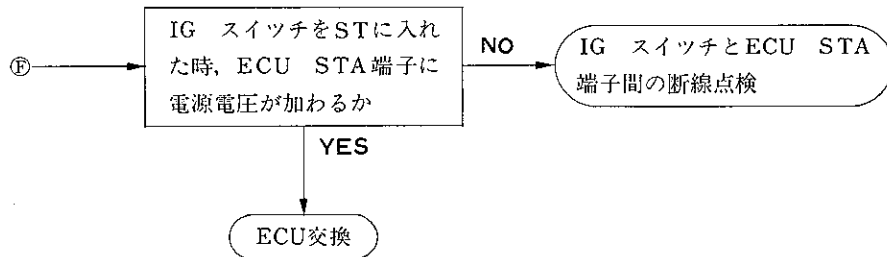 Ⓕ
IG スイッチをSTに入れ
た時，ECU STA端子に
電源電圧が加わるか
NO
IG スイッチとECU STA
端子間の断線点検
YES
ECU交換